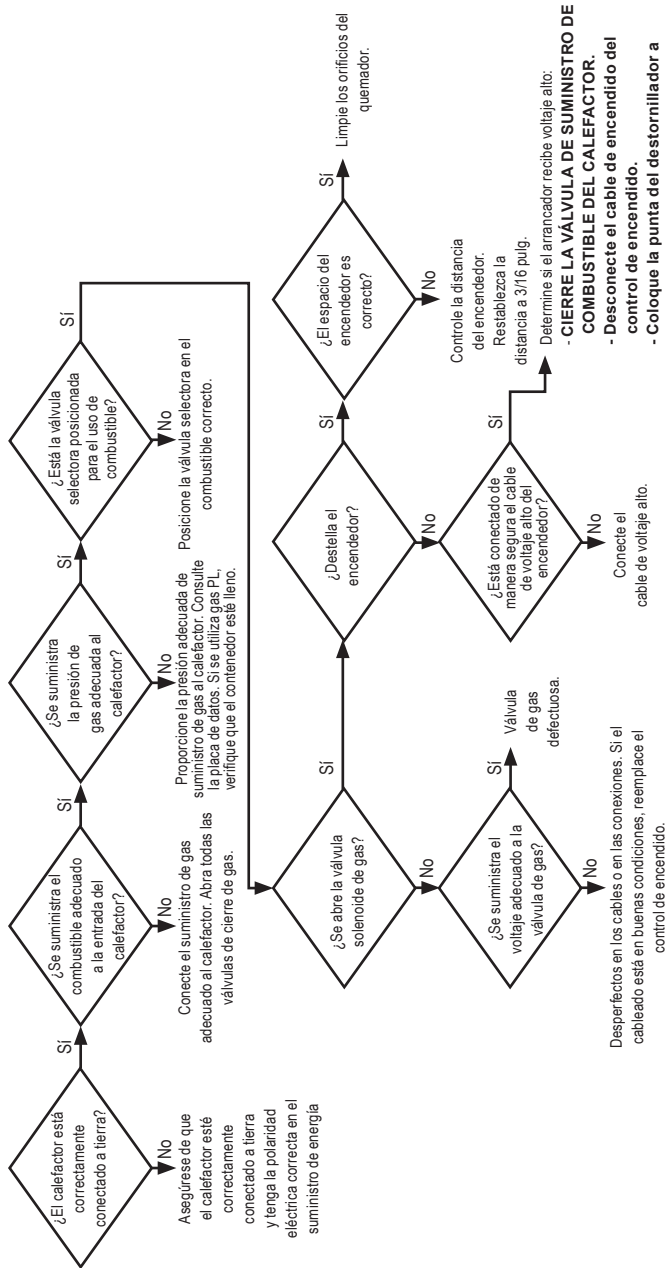 ¿El calefactor está
correctamente
conectado a tierra?
Sí
No
Asegúrese de que
el calefactor esté
correctamente
conectado a tierra
y tenga la polaridad
eléctrica correcta en el
suministro de energía
¿Se suministra el
combustible adecuado
a la entrada del
calefactor?
Sí
No
Conecte el suministro de gas
adecuado al calefactor. Abra todas las
válvulas de cierre de gas.
¿Se suministra
la presión de
gas adecuada al
calefactor?
Sí
No
Proporcione la presión adecuada de
suministro de gas al calefactor. Consulte
la placa de datos. Si se utiliza gas PL,
verifique que el contenedor esté lleno.
¿Está la válvula
selectora posicionada
para el uso de
combustible?
Sí
No
Posicione la válvula selectora en el
combustible correcto.
¿Se abre la válvula
solenoide de gas?
Sí
No
¿Se suministra el
voltaje adecuado a la
válvula de gas?
Sí
Válvula
de gas
defectuosa.
No
Desperfectos en los cables o en las conexiones. Si el
cableado está en buenas condiciones, reemplace el
control de encendido.
¿Destella el
encendedor?
Sí
No
¿Está conectado de
manera segura el cable
de voltaje alto del
encendedor?
Sí
No
Conecte el
cable de voltaje alto.
¿El espacio del
encendedor es
correcto?
Sí
Limpie los orificios del
quemador.
No
Controle la distancia
del encendedor.
Restablezca la
distancia a 3/16 pulg.
Determine si el arrancador recibe voltaje alto:
- CIERRE LA VÁLVULA DE SUMINISTRO DE
COMBUSTIBLE DEL CALEFACTOR.
- Desconecte el cable de encendido del
control de encendido.
- Coloque la punta del destornillador a